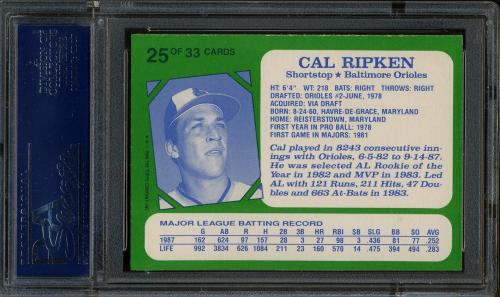 25 OF 33 CARDS
CAL RIPKEN
Shortstop ★ Baltimore Orioles
HT: 6'4" WT: 218 BATS: RIGHT THROWS: RIGHT
DRAFTED: ORIOLES #2-JUNE, 1978
ACQUIRED: VIA DRAFT
BORN: 8-24-60, HAVRE-DE-GRACE, MARYLAND
HOME: REISTERSTOWN, MARYLAND
FIRST YEAR IN PRO BALL: 1978
FIRST GAME IN MAJORS: 1981
Cal played in 8243 consecutive inn-
ings with Orioles, 6-5-82 to 9-14-87.
He was selected AL Rookie of the
Year in 1982 and MVP in 1983. Led
AL with 121 Runs, 211 Hits, 47 Dou-
bles and 663 At-Bats in 1983.
MAJOR LEAGUE BATTING RECORD
G AB R H 2B 3B HR RBI SB SLG BB SO AVG
1987 162 624 97 157 28 3 27 98 3 .436 81 77 .252
LIFE 992 3834 626 1084 211 20 160 570 14 .475 394 494 .283
PSA